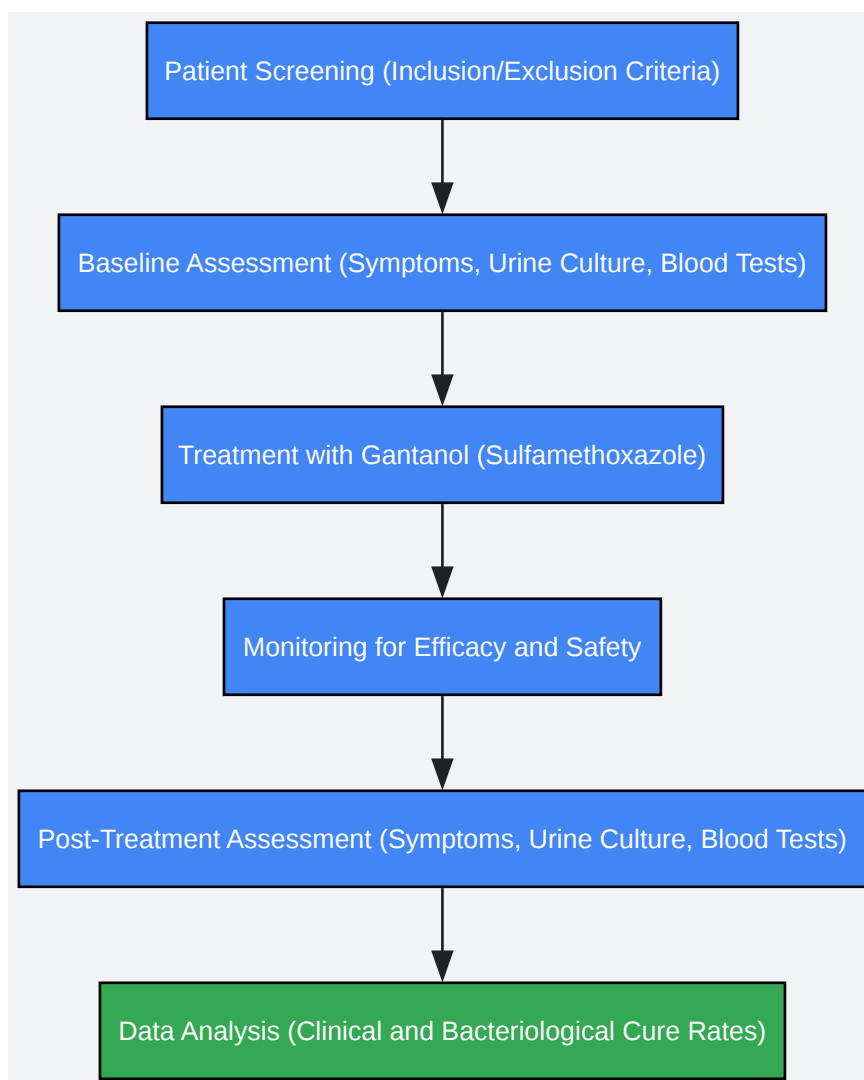 Patient Screening (Inclusion/Exclusion Criteria)
Baseline Assessment (Symptoms, Urine Culture, Blood Tests)
Treatment with Gantanol (Sulfamethoxazole)
Monitoring for Efficacy and Safety
Post-Treatment Assessment (Symptoms, Urine Culture, Blood Tests)
Data Analysis (Clinical and Bacteriological Cure Rates)